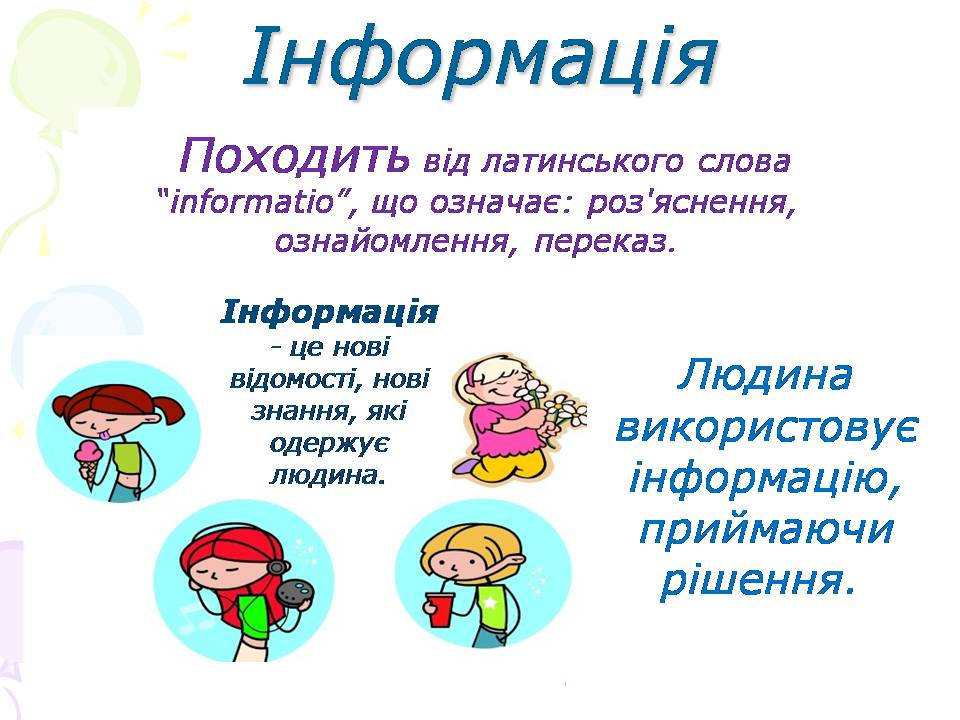 Інформація
Походить від латинського слова
“informatio”, що означає: роз'яснення,
ознайомлення, переказ.
Інформація
- це нові
відомості, нові
знання, які
одержує
людина.
Людина
використовує
інформацію,
приймаючи
рішення.